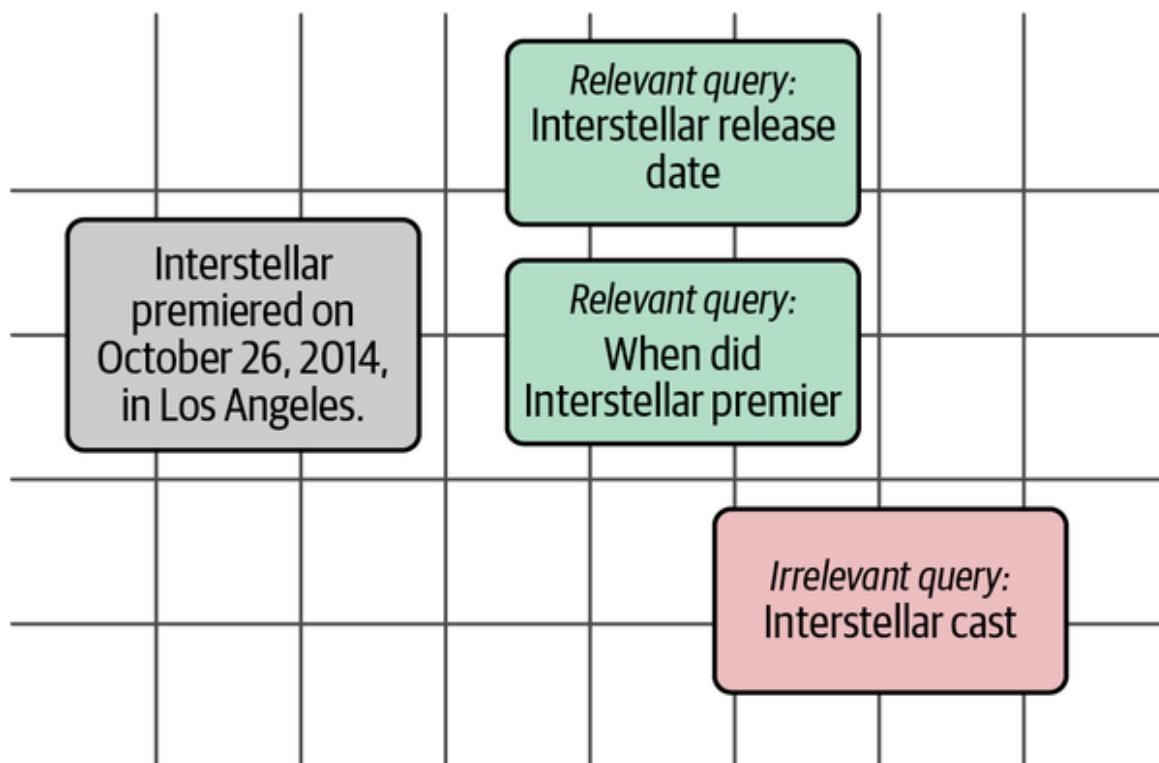 Relevant query:
Interstellar release
date
Interstellar
premiered on
October 26, 2014,
in Los Angeles.
Relevant query:
When did
Interstellar premier
Irrelevant query:
Interstellar cast